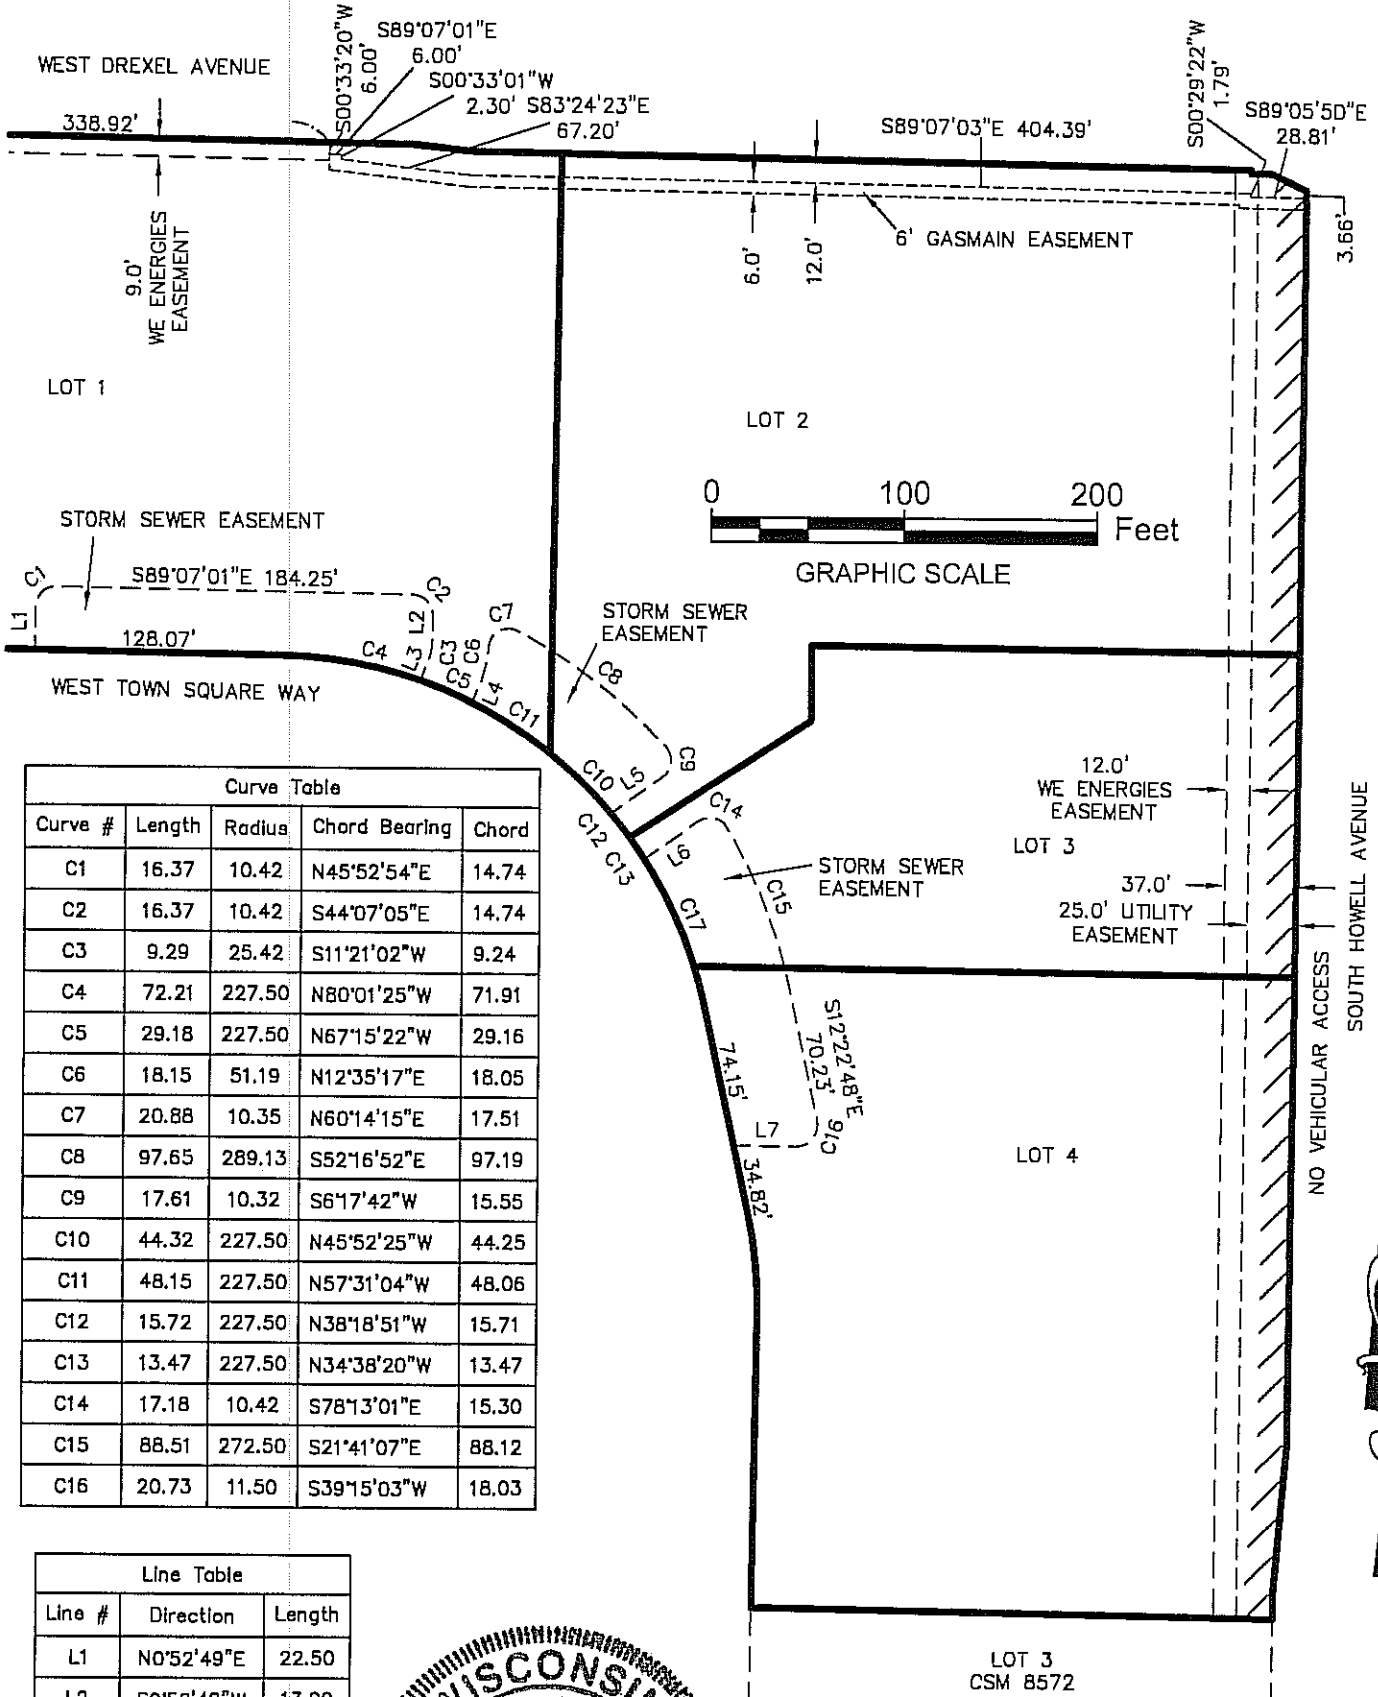 WEST DREXEL AVENUE
338.92'
S00°33'20"W
6.00'
S89°07'01"E
6.00'
S00°33'01"W
2.30'
S83°24'23"E
67.20'
S89°07'03"E 404.39'
S00°29'22"W
1.79'
S89°05'5D"E
28.81'
3.66'
9.0'
WE ENERGIES
EASEMENT
6.0'
12.0'
6' GASMAIN EASEMENT
LOT 1
LOT 2
0 100 200
Feet
GRAPHIC SCALE
STORM SEWER EASEMENT
C1
S89°07'01"E 184.25'
C2
L1
L2
128.07'
C4
L3
C3
C6
C7
C5
L4
STORM SEWER
EASEMENT
C8
C11
WEST TOWN SQUARE WAY
C9
C10
L5
C12
C13
C14
L6
STORM SEWER
EASEMENT
C15
C17
12.0'
WE ENERGIES
EASEMENT
LOT 3
37.0'
25.0' UTILITY
EASEMENT
SOUTH HOWELL AVENUE
NO VEHICULAR ACCESS
S12°22'48"E
70.23'
74.15'
L7
C16
34.82'
LOT 4
Curve Table
Curve # Length Radius Chord Bearing Chord
C1 16.37 10.42 N45°52'54"E 14.74
C2 16.37 10.42 S44°07'05"E 14.74
C3 9.29 25.42 S11°21'02"W 9.24
C4 72.21 227.50 N80°01'25"W 71.91
C5 29.18 227.50 N67°15'22"W 29.16
C6 18.15 51.19 N12°35'17"E 18.05
C7 20.88 10.35 N60°14'15"E 17.51
C8 97.65 289.13 S52°16'52"E 97.19
C9 17.61 10.32 S6°17'42"W 15.55
C10 44.32 227.50 N45°52'25"W 44.25
C11 48.15 227.50 N57°31'04"W 48.06
C12 15.72 227.50 N38°18'51"W 15.71
C13 13.47 227.50 N34°38'20"W 13.47
C14 17.18 10.42 S78°13'01"E 15.30
C15 88.51 272.50 S21°41'07"E 88.12
C16 20.73 11.50 S39°15'03"W 18.03
Line Table
Line # Direction Length
L1 N0°52'49"E 22.50
WISCONSIN
LOT 3
CSM 8572